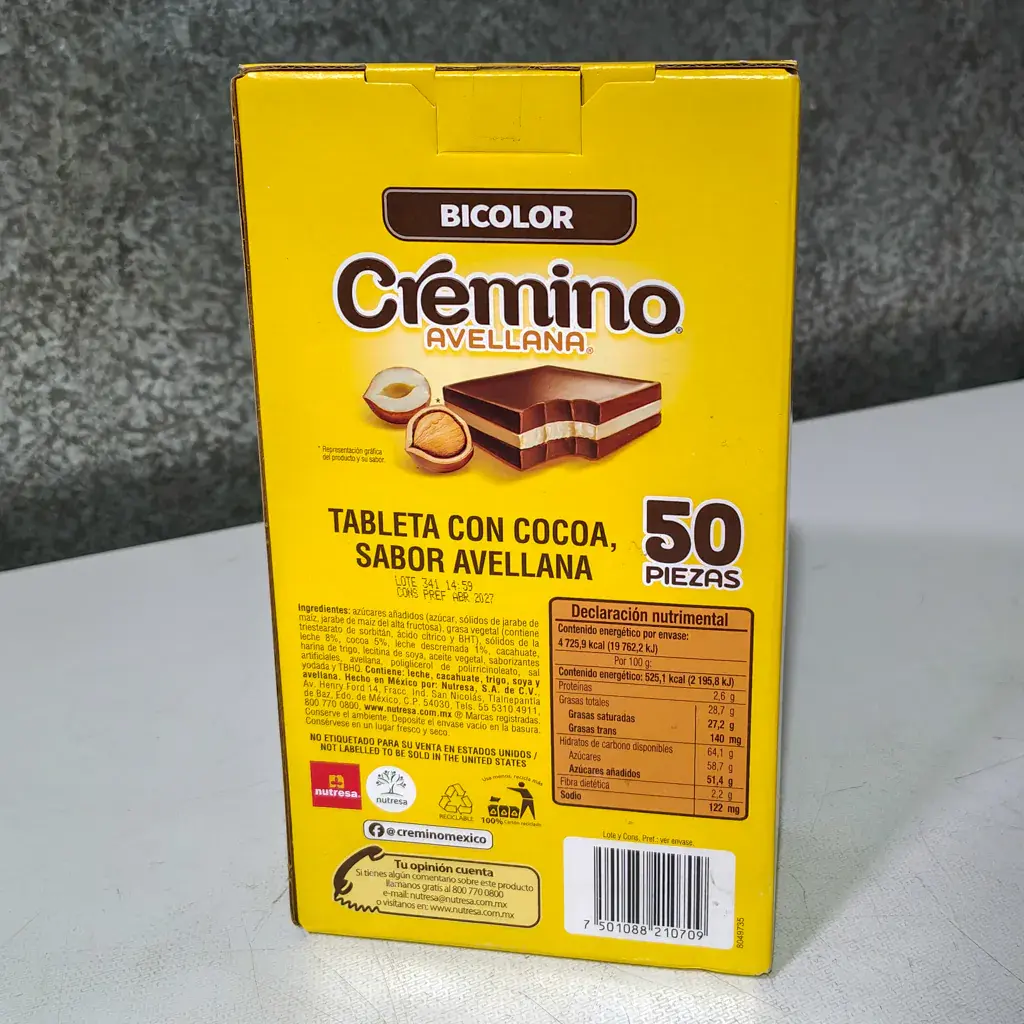 BICOLOR
Cremino®
AVELLANA®
* Representación gráfica
del producto y su sabor.
TABLETA CON COCOA,
SABOR AVELLANA
50
PIEZAS
LOTE 341 14:59
CONS PREF ABR 2027
Ingredientes: azúcares añadidos (azúcar, sólidos de jarabe de
maíz, jarabe de maíz del alta fructosa), grasa vegetal (contiene
triestearato de sorbitán, ácido cítrico y BHT), sólidos de la
leche 8%, cocoa 5%, leche descremada 1%, cacahuate,
harina de trigo, lecitina de soya, aceite vegetal, saborizantes
artificiales, avellana, poliglicerol de polirricinoleato, sal
yodada y TBHQ. Contiene: leche, cacahuate, trigo, soya y
avellana. Hecho en México por: Nutresa, S.A. de C.V.,
Av. Henry Ford 14, Fracc. Ind. San Nicolás, Tlalnepantla
de Baz, Edo. de México, C.P. 54030, Tels. 55 5310 4911,
800 770 0800, www.nutresa.com.mx ® Marcas registradas.
Conserve el ambiente. Deposite el envase vacío en la basura.
Consérvese en un lugar fresco y seco.
NO ETIQUETADO PARA SU VENTA EN ESTADOS UNIDOS /
NOT LABELLED TO BE SOLD IN THE UNITED STATES
Declaración nutrimental
Contenido energético por envase:
4 725,9 kcal (19 762,2 kJ)
Por 100 g:
Contenido energético: 525,1 kcal (2 195,8 kJ)
Proteínas 2,6 g
Grasas totales 28,7 g
Grasas saturadas 27,2 g
Grasas trans 140 mg
Hidratos de carbono disponibles 64,1 g
Azúcares 58,7 g
Azúcares añadidos 51,4 g
Fibra dietética 2,2 g
Sodio 122 mg
nutresa
nutresa
RECICLABLE
Use menos, recicle más
100% Cartón reciclado
@creminomexico
Tu opinión cuenta
Si tienes algún comentario sobre este producto
llámanos gratis al 800 770 0800
e-mail: nutresa@nutresa.com.mx
o visítanos en: www.nutresa.com.mx
Lote y Cons. Pref.: ver envase.
7 501088 210709
8049735